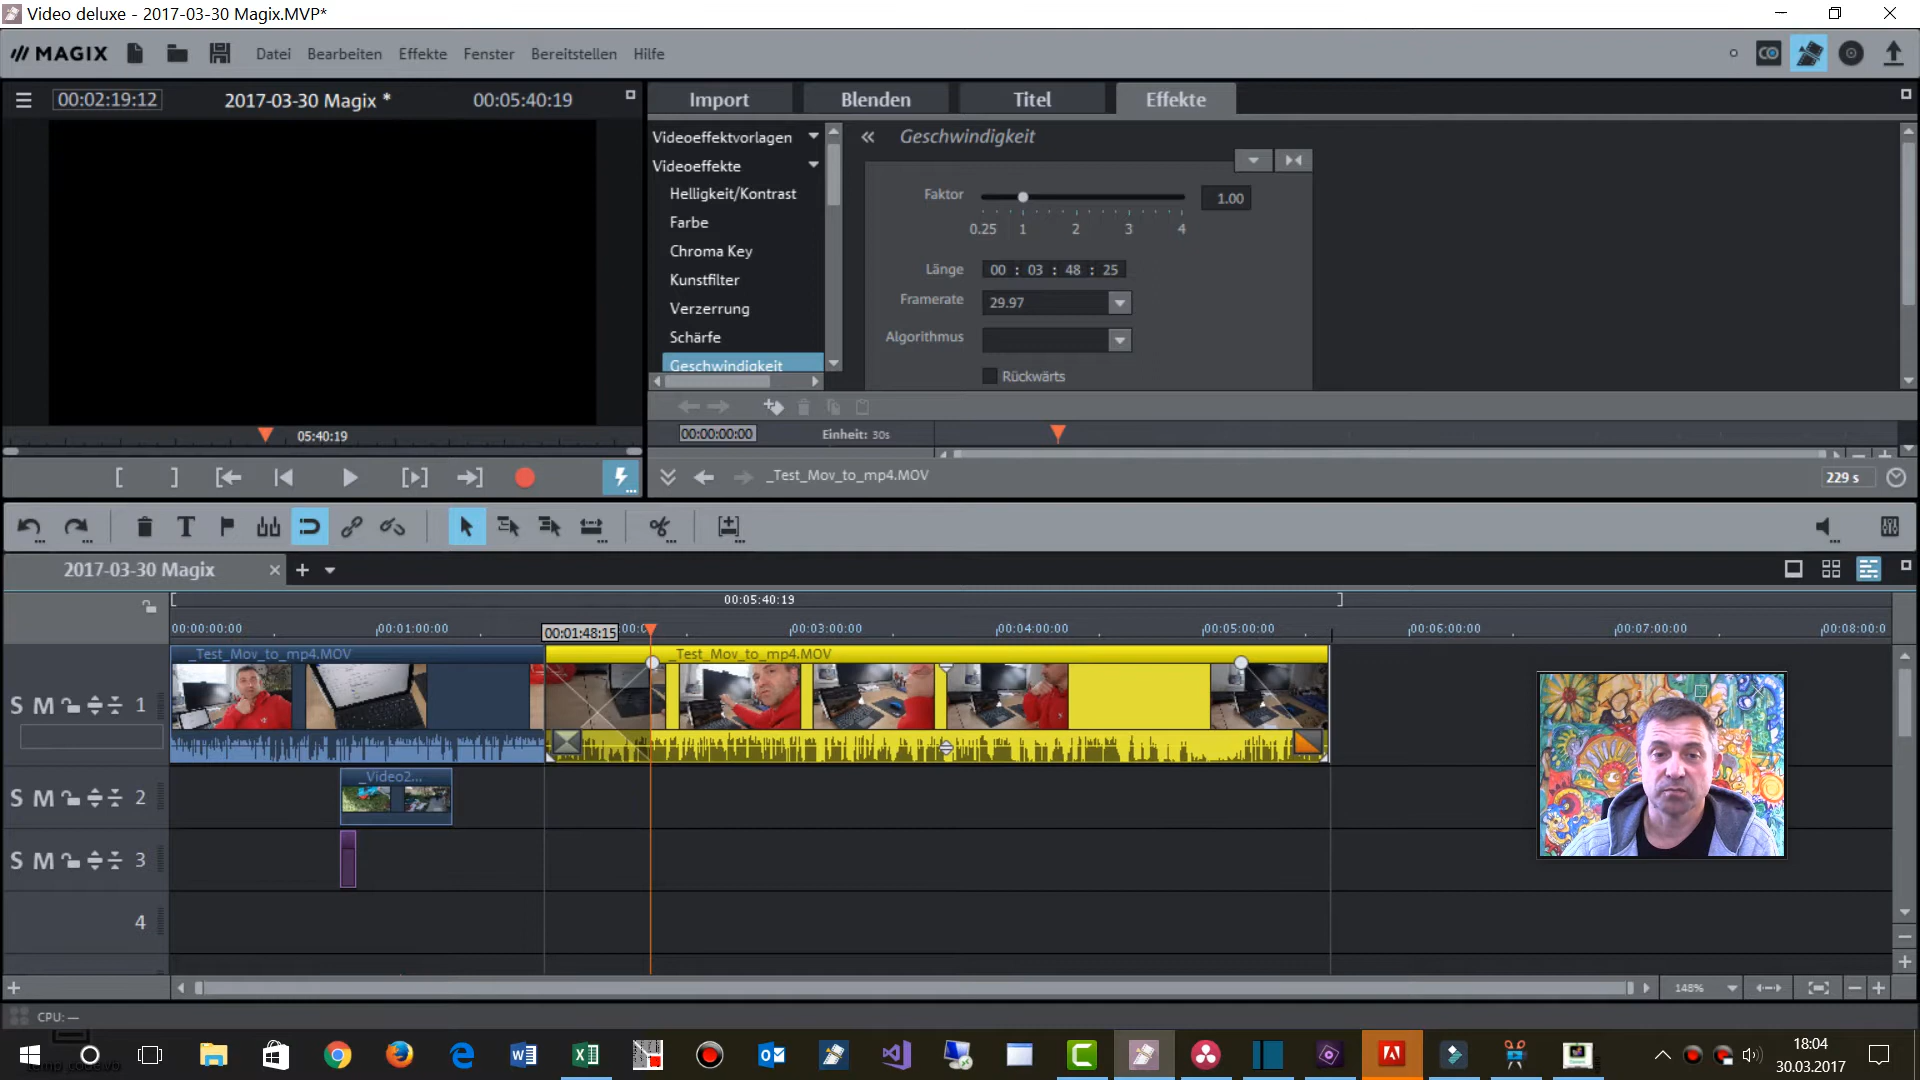 Video deluxe - 2017-03-30 Magix.MVP*
MAGIX Datei Bearbeiten Effekte Fenster Bereitstellen Hilfe
00:02:19:12 2017-03-30 Magix * 00:05:40:19
Import Blenden Titel Effekte
Videoeffektvorlagen
Videoeffekte
Helligkeit/Kontrast
Farbe
Chroma Key
Kunstfilter
Verzerrung
Schärfe
Geschwindigkeit
Geschwindigkeit
Faktor 1.00
0.25 1 2 3 4
Länge 00 : 03 : 48 : 25
Framerate 29.97
Algorithmus
Rückwärts
05:40:19
00:00:00:00 Einheit: 30s
_Test_Mov_to_mp4.MOV 229 s
2017-03-30 Magix
00:05:40:19
00:00:00:00 00:01:00:00 00:01:48:15 00:03:00:00 00:04:00:00 00:05:00:00 00:06:00:00 00:07:00:00 00:08:00:0
_Test_Mov_to_mp4.MOV _Test_Mov_to_mp4.MOV
S M 1
_Video2...
S M 2
S M 3
4
148%
CPU: —
18:04
30.03.2017